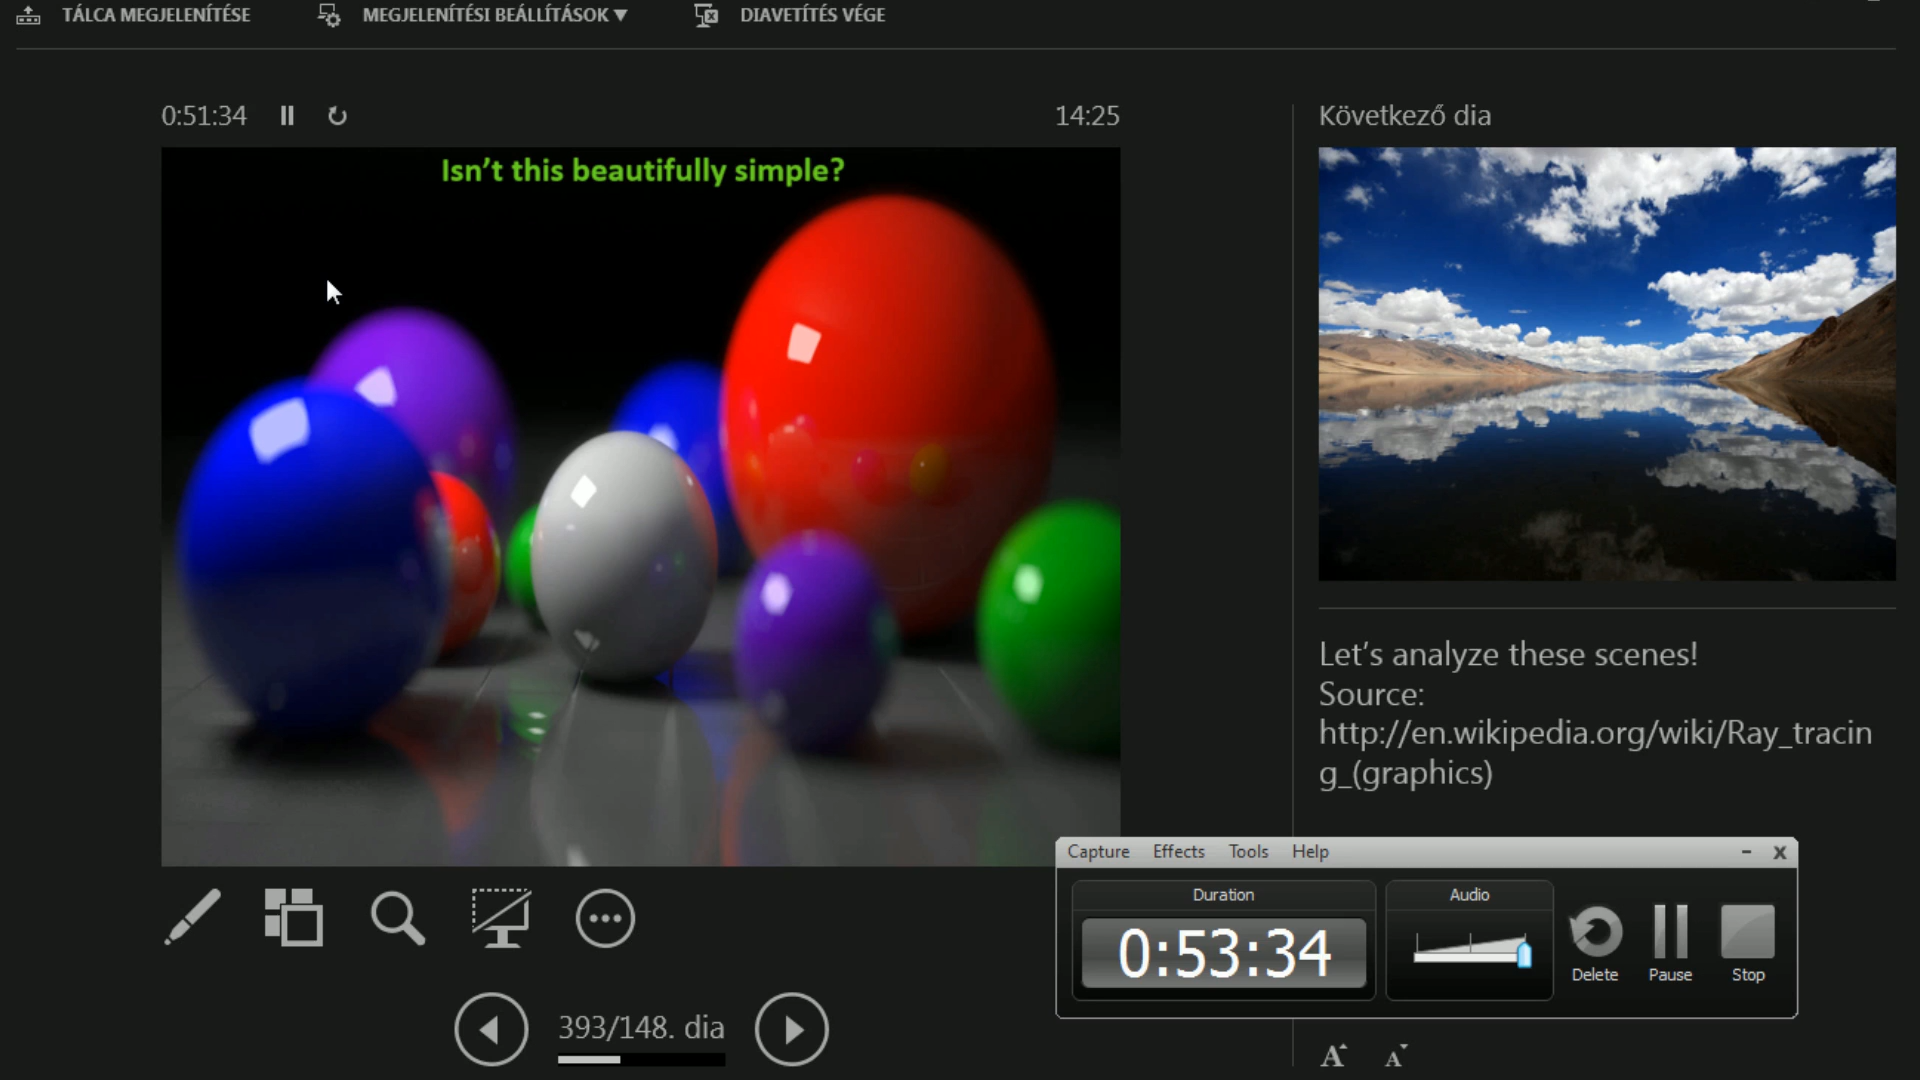 TÁLCA MEGJELENÍTÉSE MEGJELENÍTÉSI BEÁLLÍTÁSOK ▼ DIAVETÍTÉS VÉGE
0:51:34 14:25
Isn't this beautifully simple?
393/148. dia
Következő dia
Let's analyze these scenes!
Source:
http://en.wikipedia.org/wiki/Ray_tracin
g_(graphics)
Capture Effects Tools Help
Duration
0:53:34
Audio
Delete Pause Stop
A A